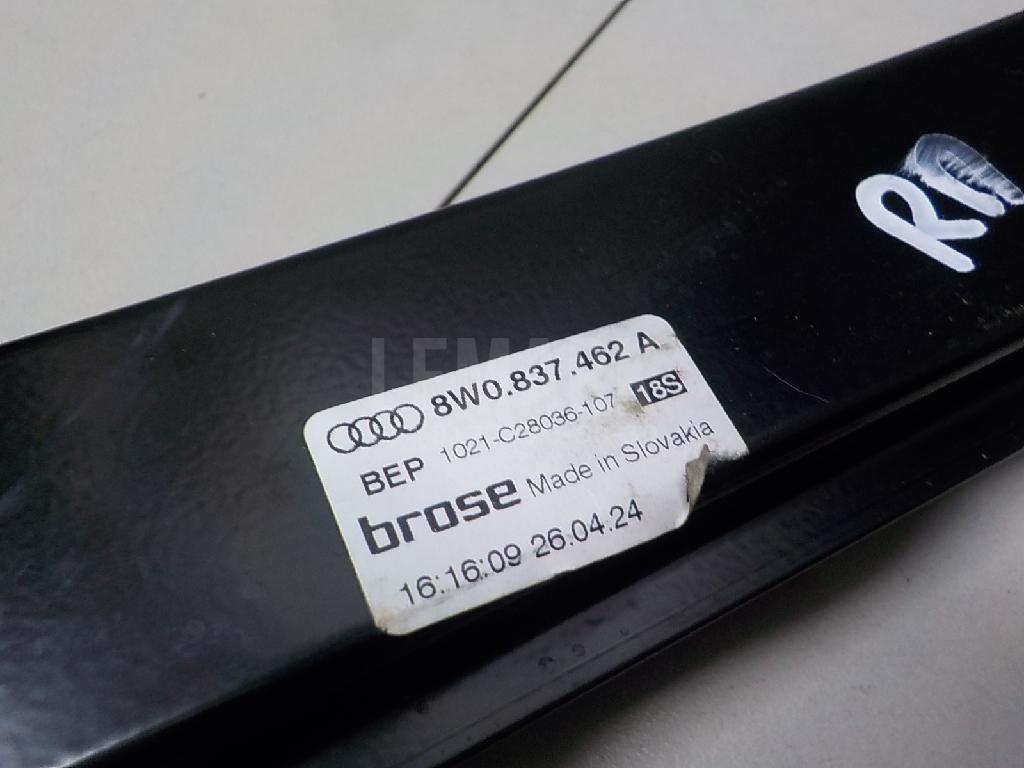 8W0.837.462 A
BEP 1021-C28036-107 18S
brose Made in Slovakia
16:16:09 26.04.24